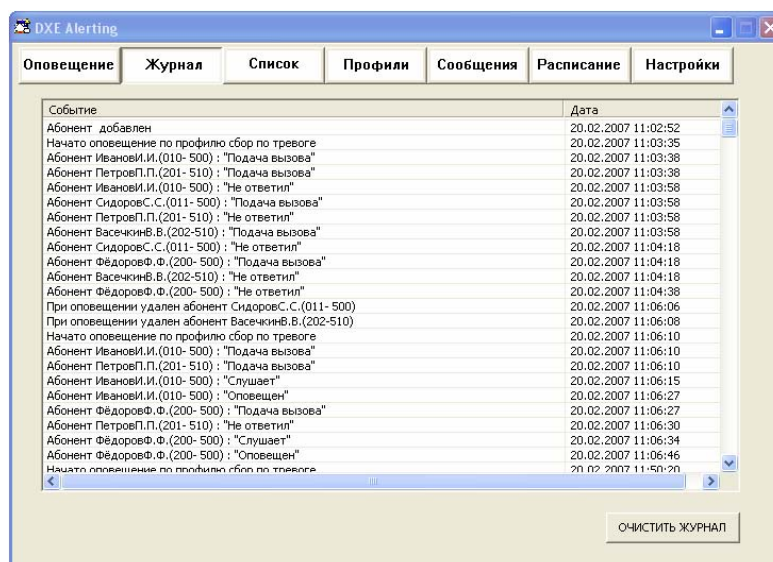 DXE Alerting
Оповещение Журнал Список Профили Сообщения Расписание Настройки
Событие Дата
Абонент добавлен 20.02.2007 11:02:52
Начато оповещение по профилю сбор по тревоге 20.02.2007 11:03:35
Абонент ИвановИ.И.(010- 500) : "Подача вызова" 20.02.2007 11:03:38
Абонент ПетровП.П.(201- 510) : "Подача вызова" 20.02.2007 11:03:38
Абонент ИвановИ.И.(010- 500) : "Не ответил" 20.02.2007 11:03:58
Абонент СидоровС.С.(011- 500) : "Подача вызова" 20.02.2007 11:03:58
Абонент ПетровП.П.(201- 510) : "Не ответил" 20.02.2007 11:03:58
Абонент ВасечкинВ.В.(202-510) : "Подача вызова" 20.02.2007 11:03:58
Абонент СидоровС.С.(011- 500) : "Не ответил" 20.02.2007 11:04:18
Абонент ФёдоровФ.Ф.(200- 500) : "Подача вызова" 20.02.2007 11:04:18
Абонент ВасечкинВ.В.(202-510) : "Не ответил" 20.02.2007 11:04:18
Абонент ФёдоровФ.Ф.(200- 500) : "Не ответил" 20.02.2007 11:04:38
При оповещении удален абонент СидоровС.С.(011- 500) 20.02.2007 11:06:06
При оповещении удален абонент ВасечкинВ.В.(202-510) 20.02.2007 11:06:08
Начато оповещение по профилю сбор по тревоге 20.02.2007 11:06:10
Абонент ИвановИ.И.(010- 500) : "Подача вызова" 20.02.2007 11:06:10
Абонент ПетровП.П.(201- 510) : "Подача вызова" 20.02.2007 11:06:10
Абонент ИвановИ.И.(010- 500) : "Слушает" 20.02.2007 11:06:15
Абонент ИвановИ.И.(010- 500) : "Оповещен" 20.02.2007 11:06:27
Абонент ФёдоровФ.Ф.(200- 500) : "Подача вызова" 20.02.2007 11:06:27
Абонент ПетровП.П.(201- 510) : "Не ответил" 20.02.2007 11:06:30
Абонент ФёдоровФ.Ф.(200- 500) : "Слушает" 20.02.2007 11:06:34
Абонент ФёдоровФ.Ф.(200- 500) : "Оповещен" 20.02.2007 11:06:46
Начато оповещение по профилю сбор по тревоге 20.02.2007 11:50:20
ОЧИСТИТЬ ЖУРНАЛ